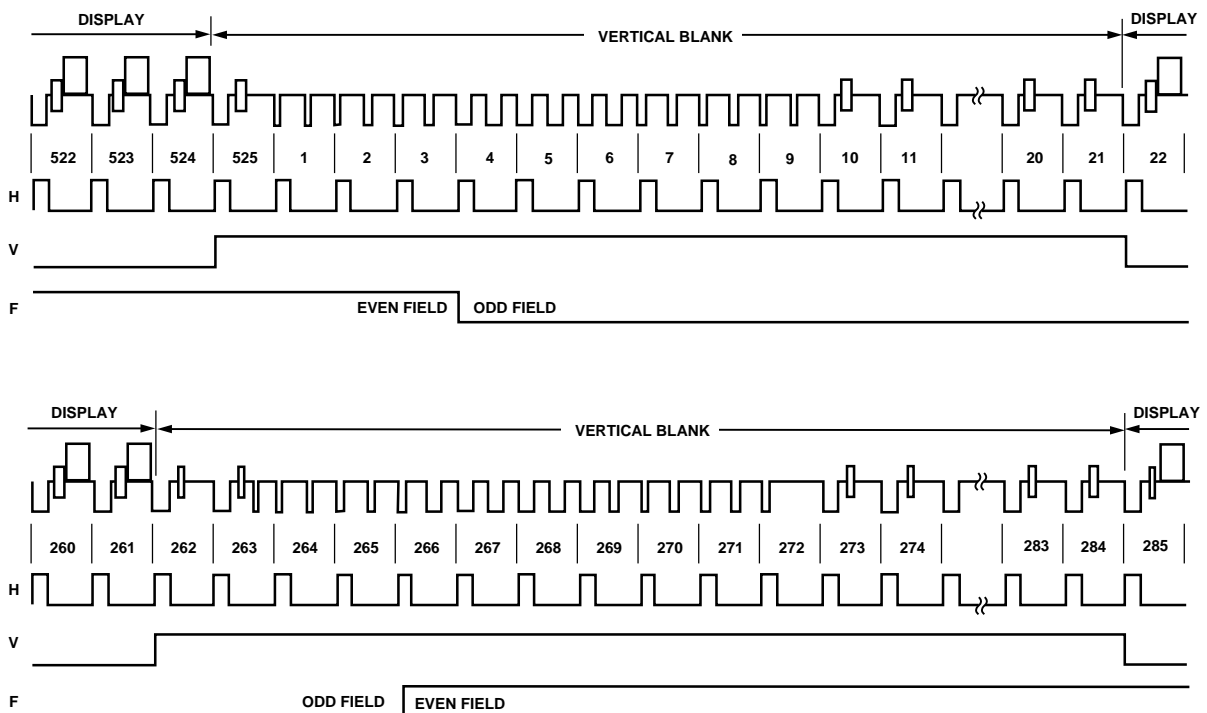 DISPLAY VERTICAL BLANK DISPLAY
522 523 524 525 1 2 3 4 5 6 7 8 9 10 11 20 21 22
H
V
F EVEN FIELD ODD FIELD
DISPLAY VERTICAL BLANK DISPLAY
260 261 262 263 264 265 266 267 268 269 270 271 272 273 274 283 284 285
H
V
F ODD FIELD EVEN FIELD